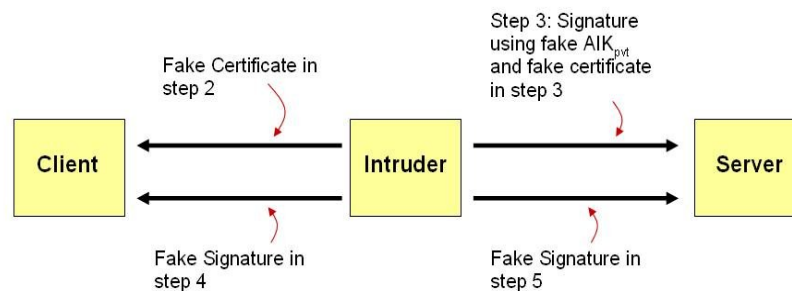 Step 3: Signature
using fake AIKpvt
and fake certificate
in step 3
Fake Certificate in
step 2
Client
Intruder
Server
Fake Signature in
step 4
Fake Signature in
step 5